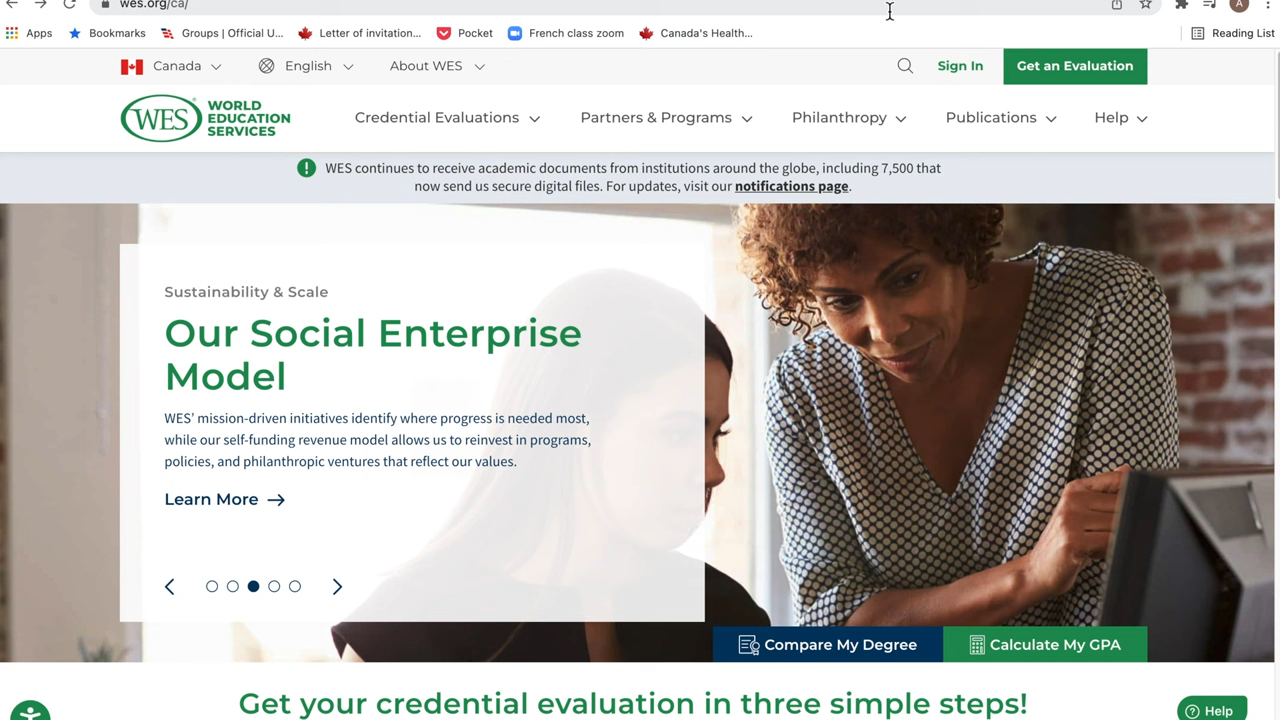 wes.org/ca/
A
Apps
Bookmarks
Groups | Official U...
Letter of invitation...
Pocket
French class zoom
Canada's Health...
Reading List
Canada
English
About WES
Sign In
Get an Evaluation
WES
WORLD
EDUCATION
SERVICES
Credential Evaluations
Partners & Programs
Philanthropy
Publications
Help
WES continues to receive academic documents from institutions around the globe, including 7,500 that
now send us secure digital files. For updates, visit our notifications page.
Sustainability & Scale
Our Social Enterprise
Model
WES' mission-driven initiatives identify where progress is needed most,
while our self-funding revenue model allows us to reinvest in programs,
policies, and philanthropic ventures that reflect our values.
Learn More
Compare My Degree
Calculate My GPA
Get your credential evaluation in three simple steps!
Help